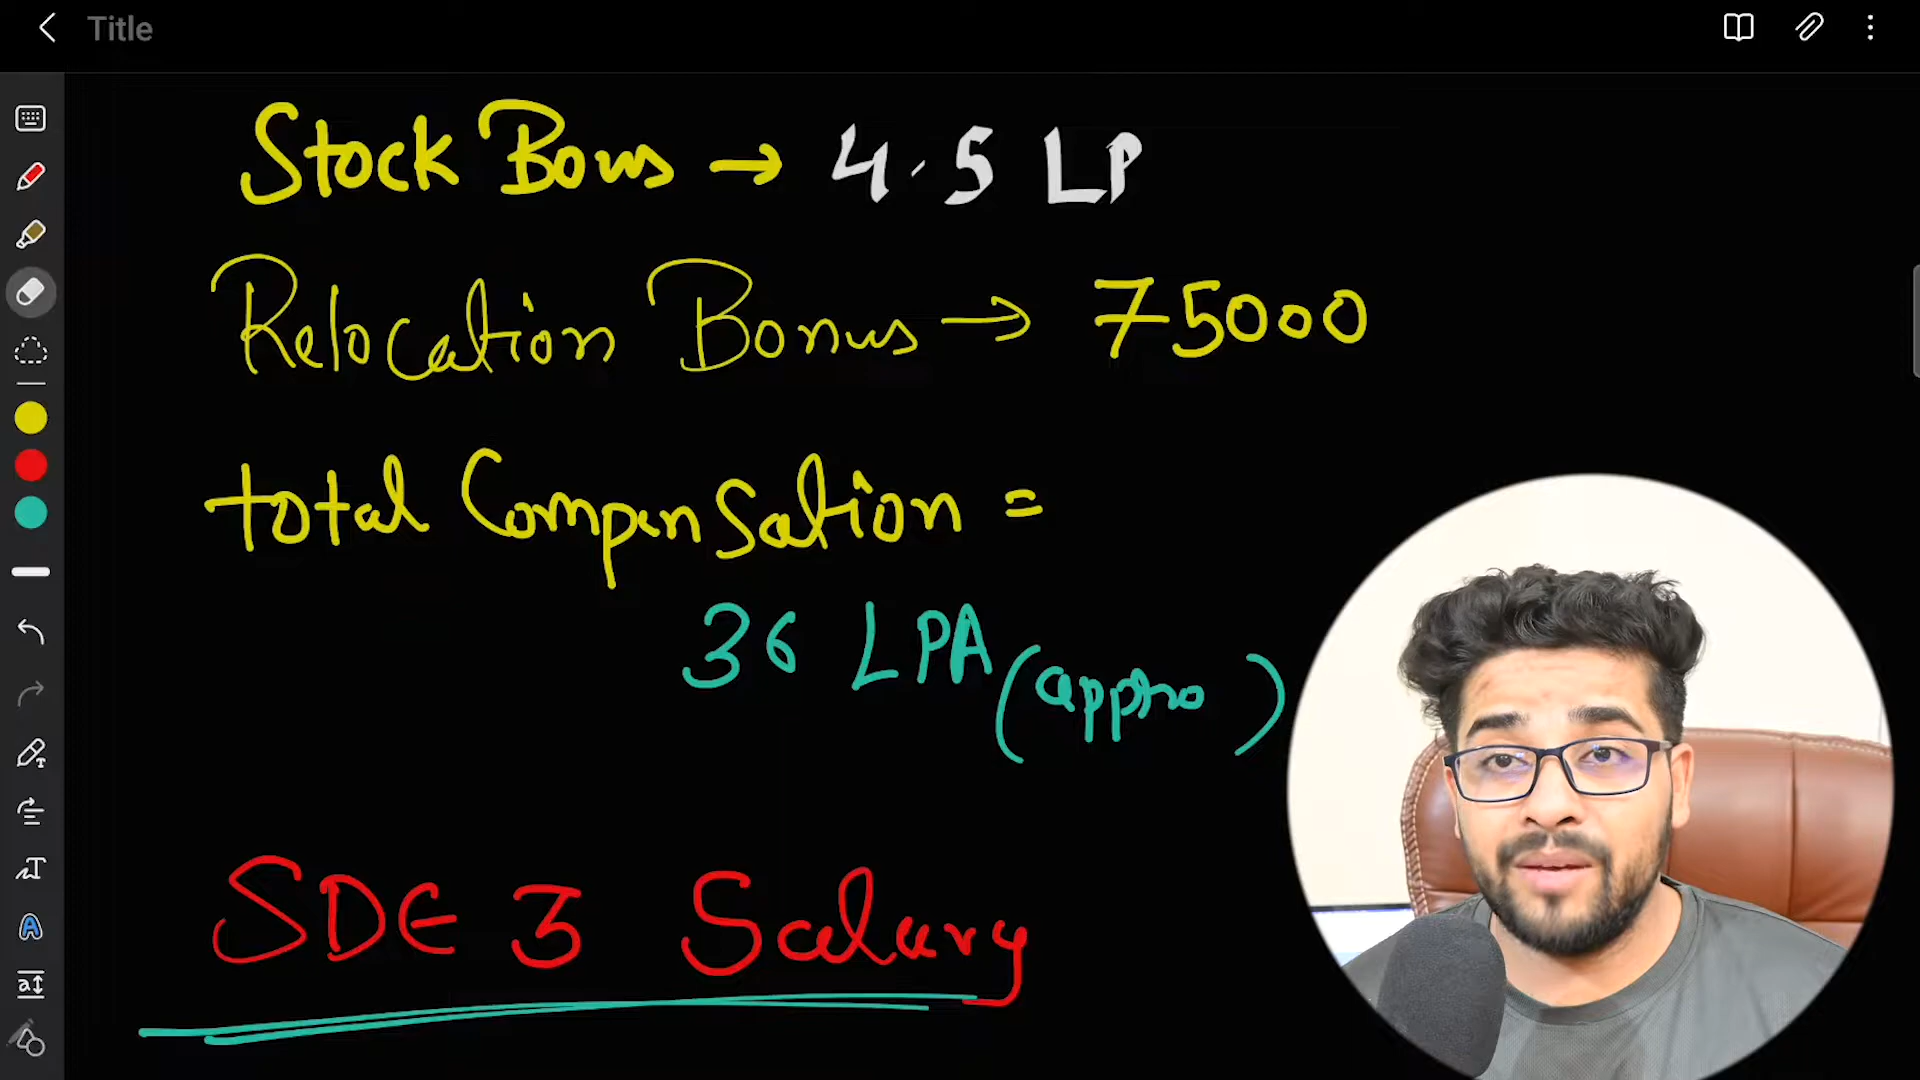 Title
Stock Bonus → 4.5 LP
Relocation Bonus → 75000
total Compensation =
36 LPA (appro )
SDE 3 Salary